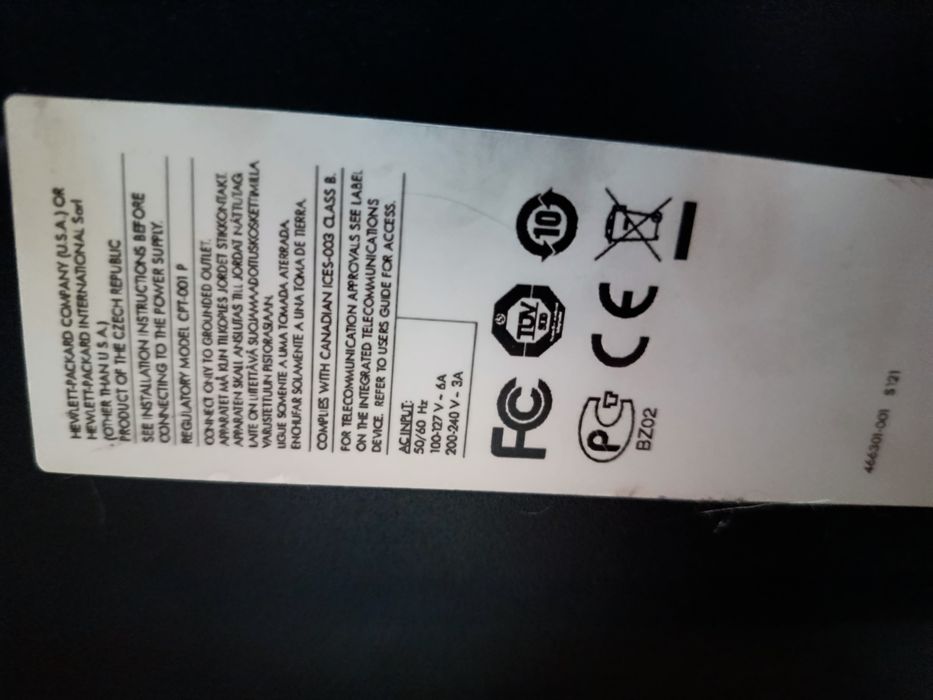 HEWLETT-PACKARD COMPANY (U.S.A.) OR
HEWLETT-PACKARD INTERNATIONAL Sarl
(OTHER THAN U.S.A.)
PRODUCT OF THE CZECH REPUBLIC
SEE INSTALLATION INSTRUCTIONS BEFORE
CONNECTING TO THE POWER SUPPLY.
REGULATORY MODEL CPT-001 P
CONNECT ONLY TO GROUNDED OUTLET.
APPARATET MÅ KUN TILKOPLES JORDET STIKKONTAKT.
APPARATEN SKALL ANSLUTAS TILL JORDAT NÄTTUTAG
LAITE ON LIITETTÄVÄ SUOJAMAADOITUSKOSKETTIMILLA
VARUSTETTUUN PISTORASIAAN.
LIGUE SOMENTE A UMA TOMADA ATERRADA
ENCHUFAR SOLAMENTE A UNA TOMA DE TIERRA.
COMPLIES WITH CANADIAN ICES-003 CLASS B.
FOR TELECOMMUNICATION APPROVALS SEE LABEL
ON THE INTEGRATED TELECOMMUNICATIONS
DEVICE. REFER TO USERS GUIDE FOR ACCESS.
AC INPUT:
50/60 Hz
100-127 V ~ 6A
200-240 V ~ 3A
FC TÜV 10
PCT CE
BZ02
466301-001 S121